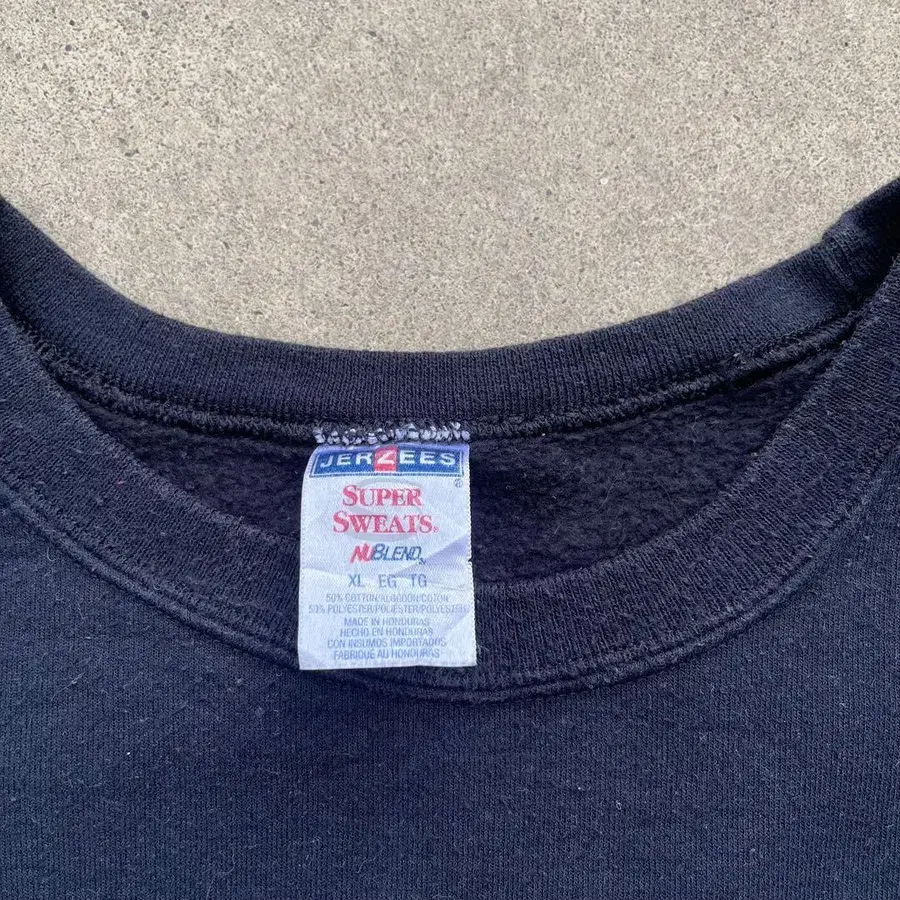 JERZEES®
SUPER
SWEATS®
NUBLEND®
XL EG TG
50% COTTON/ALGODON/COTON
50% POLYESTER/POLIESTER/POLYESTER
MADE IN HONDURAS
HECHO EN HONDURAS
CON INSUMOS IMPORTADOS
FABRIQUE AU HONDURAS